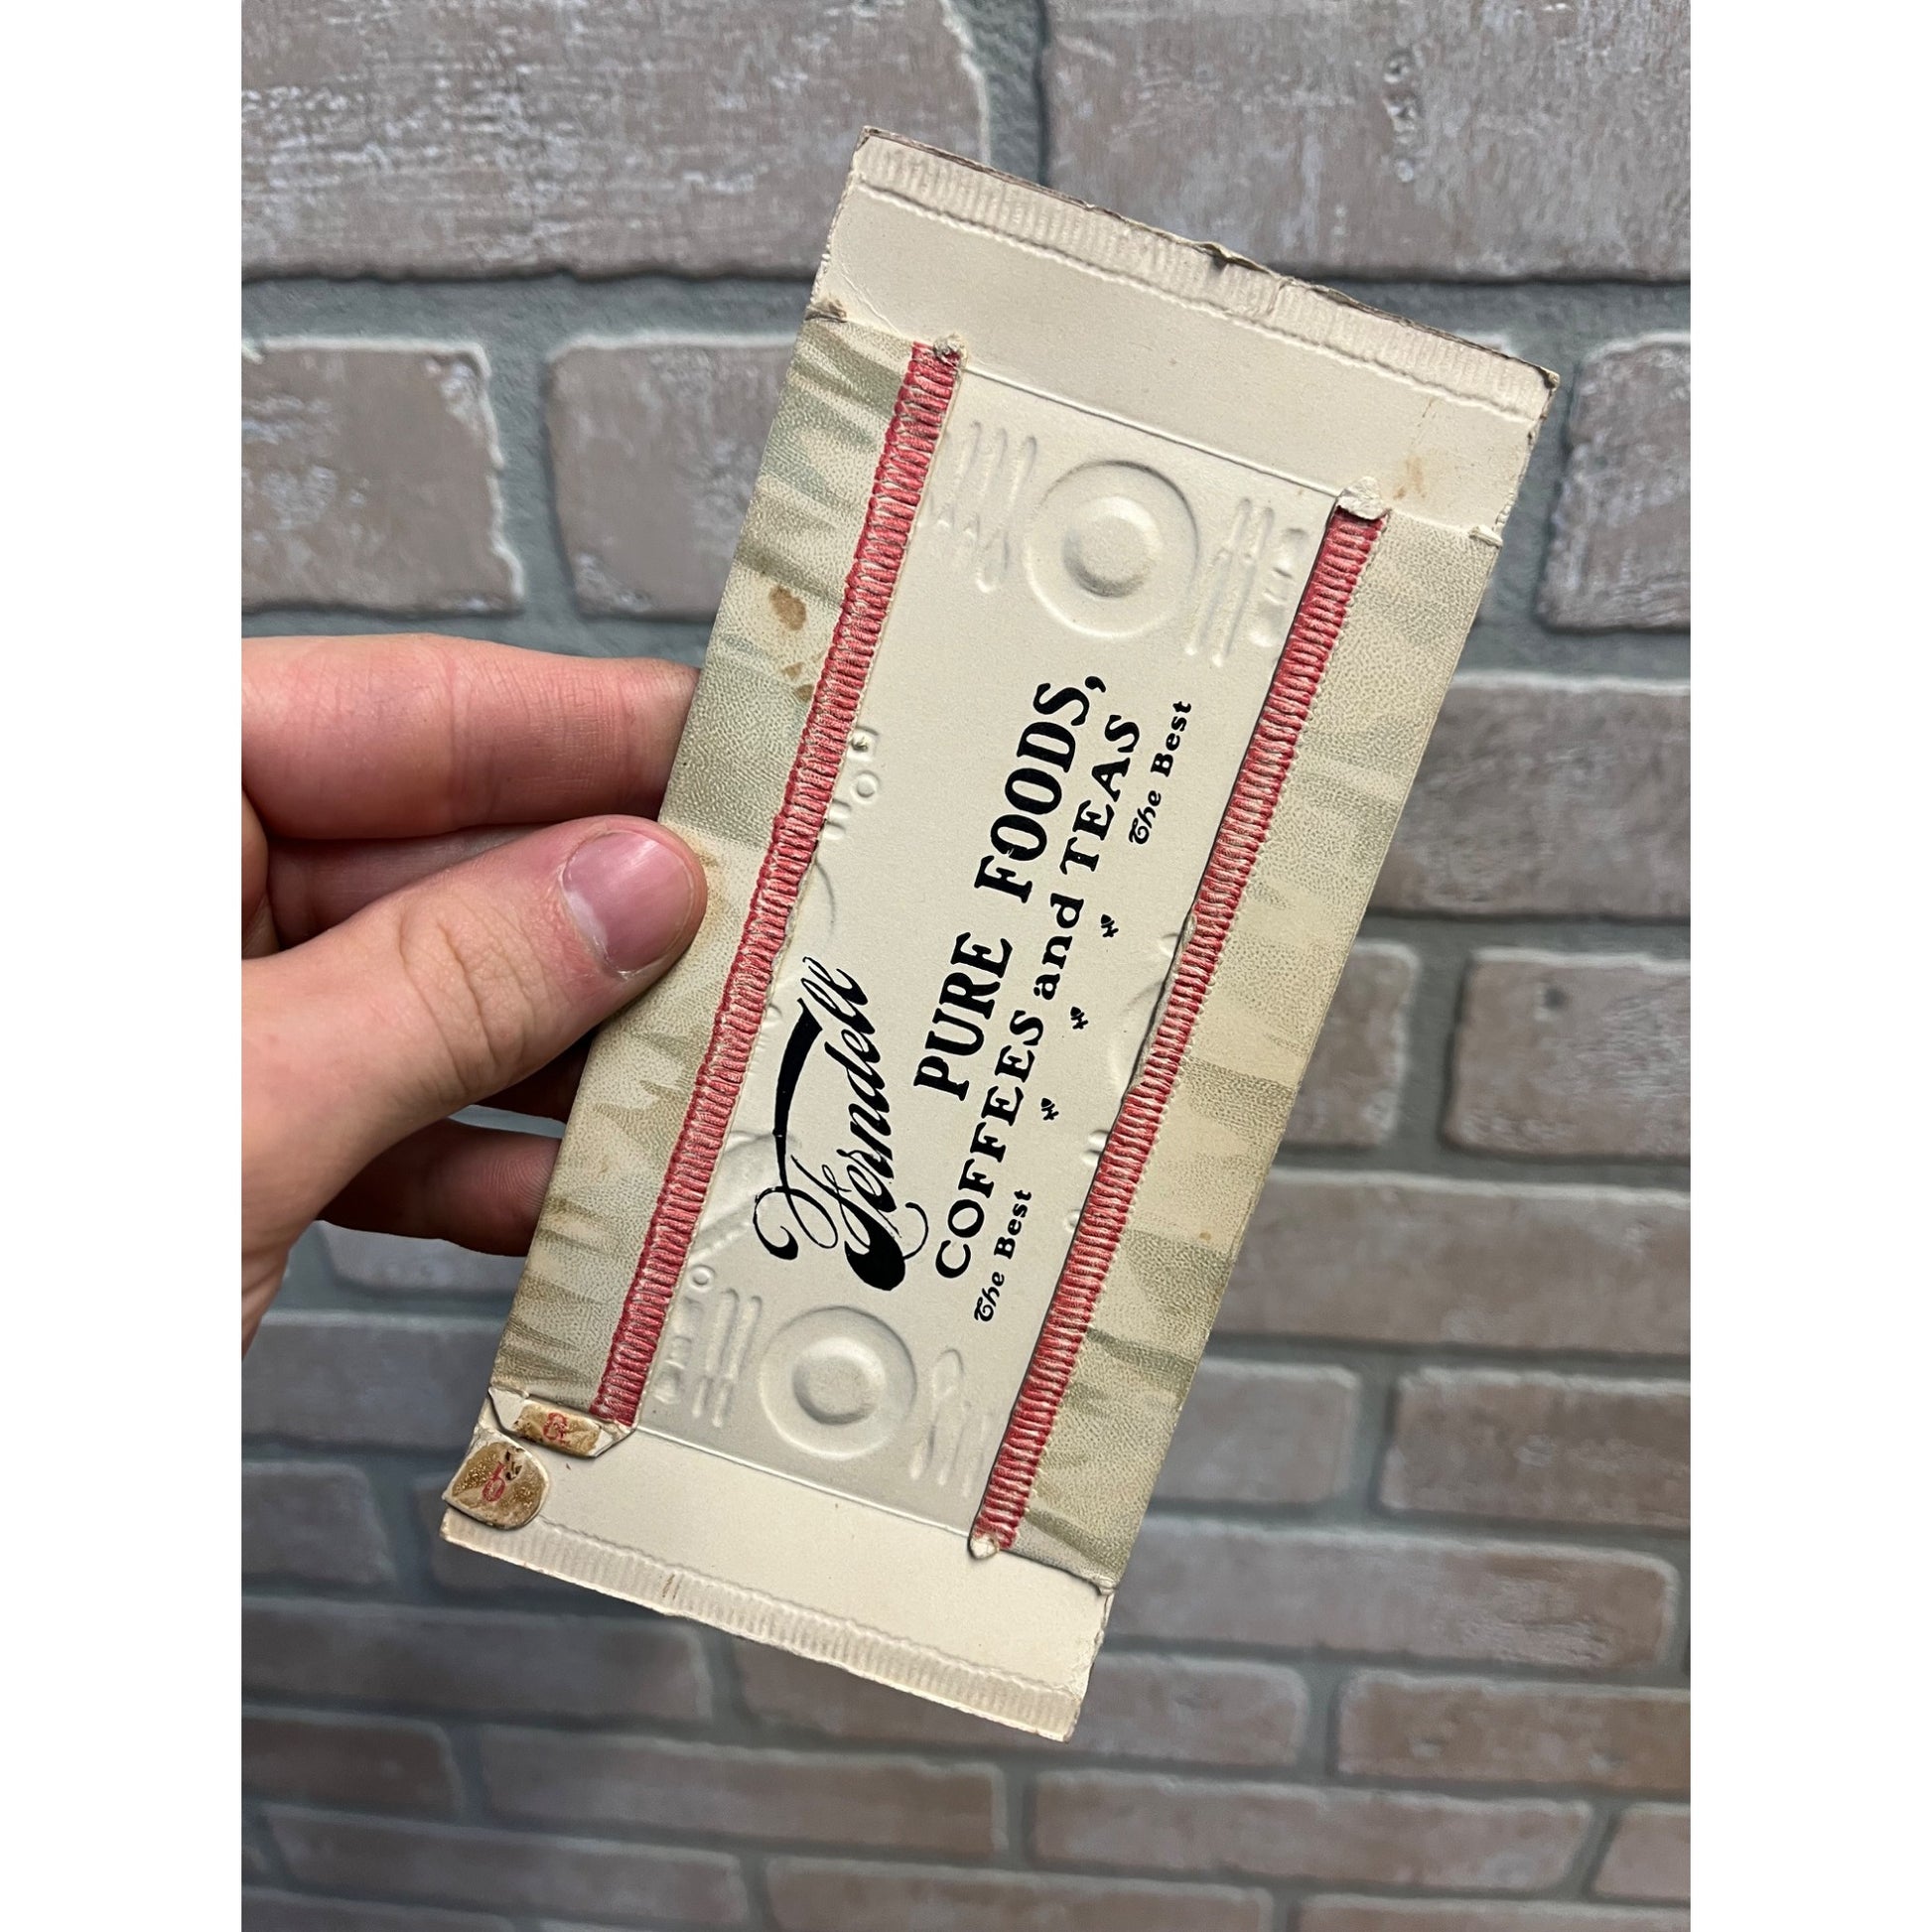 Ferndell
PURE FOODS,
COFFEES and TEAS
The Best The Best